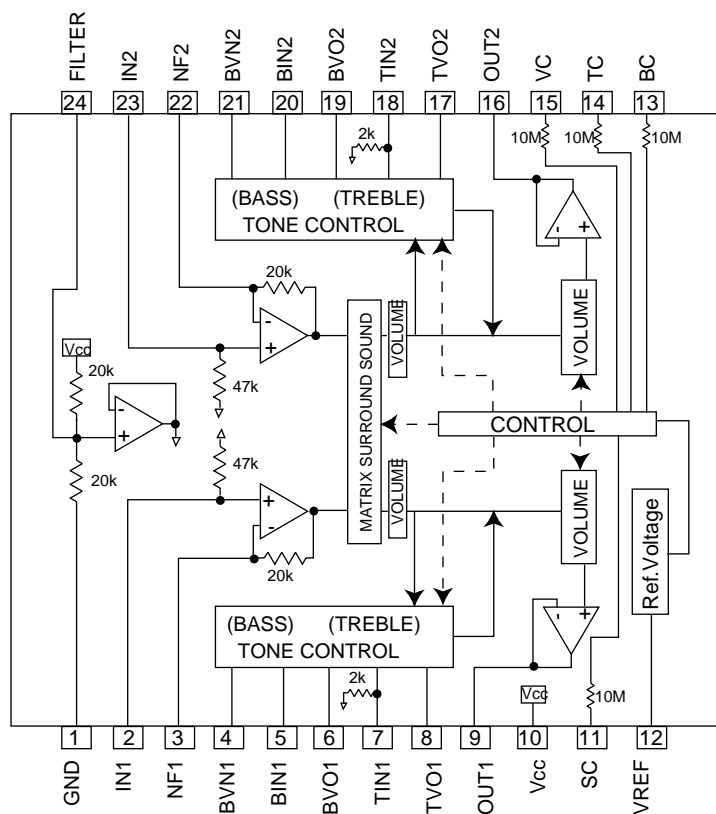 FILTER IN2 NF2 BVN2 BIN2 BVO2 TIN2 TVO2 OUT2 VC TC BC
24 23 22 21 20 19 18 17 16 15 14 13
2k 10M 10M 10M
(BASS) (TREBLE)
TONE CONTROL
- +
20k
- +
VOLUME
VOLUME
Vcc
20k
47k
MATRIX SURROUND SOUND
- +
CONTROL
20k
47k
VOLUME
VOLUME
+ -
20k
Ref.Voltage
(BASS) (TREBLE)
TONE CONTROL
- +
2k
Vcc
10M
1 2 3 4 5 6 7 8 9 10 11 12
GND IN1 NF1 BVN1 BIN1 BVO1 TIN1 TVO1 OUT1 Vcc SC VREF